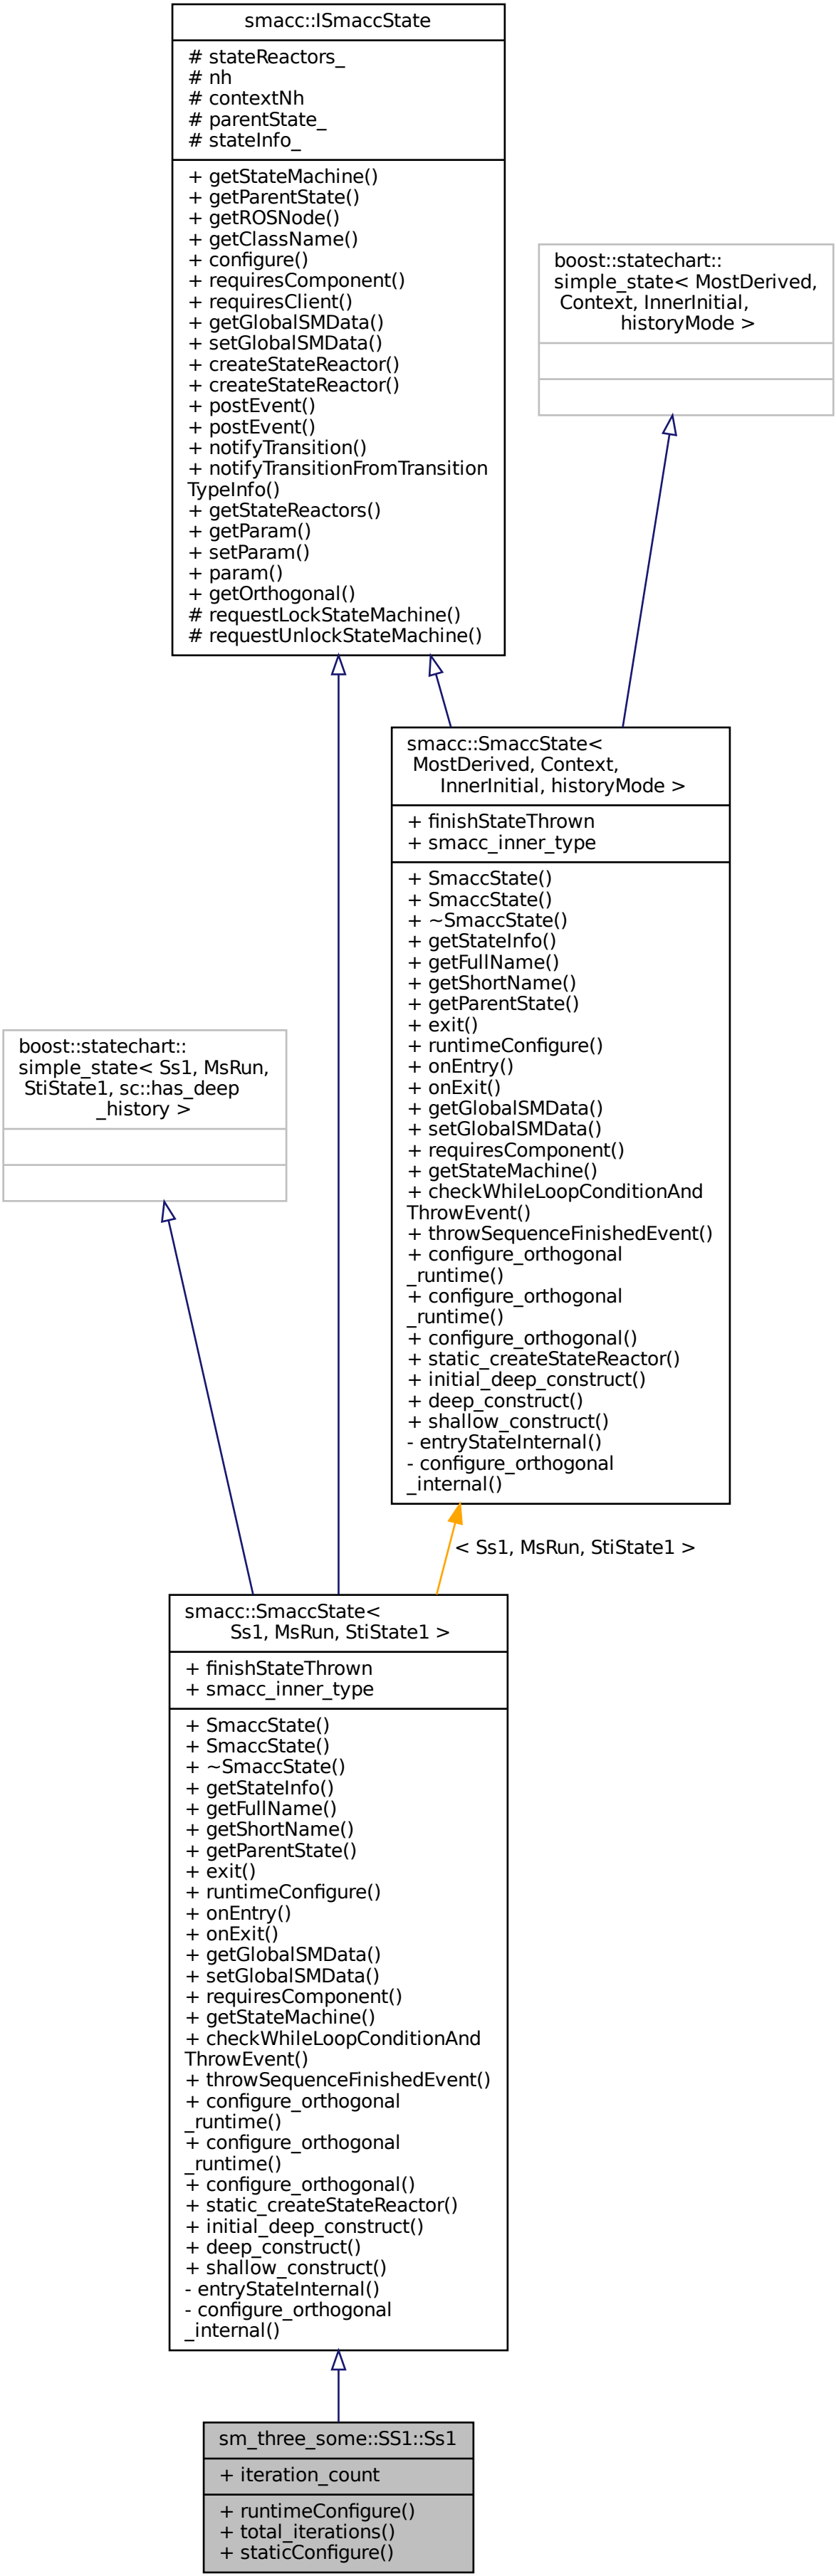 smacc::ISmaccState
# stateReactors_
# nh
# contextNh
# parentState_
# stateInfo_
+ getStateMachine()
+ getParentState()
+ getROSNode()
+ getClassName()
+ configure()
+ requiresComponent()
+ requiresClient()
+ getGlobalSMData()
+ setGlobalSMData()
+ createStateReactor()
+ createStateReactor()
+ postEvent()
+ postEvent()
+ notifyTransition()
+ notifyTransitionFromTransition
TypeInfo()
+ getStateReactors()
+ getParam()
+ setParam()
+ param()
+ getOrthogonal()
# requestLockStateMachine()
# requestUnlockStateMachine()
boost::statechart::
simple_state< MostDerived,
Context, InnerInitial,
historyMode >
smacc::SmaccState<
MostDerived, Context,
InnerInitial, historyMode >
+ finishStateThrown
+ smacc_inner_type
+ SmaccState()
+ SmaccState()
+ ~SmaccState()
+ getStateInfo()
+ getFullName()
+ getShortName()
+ getParentState()
+ exit()
+ runtimeConfigure()
+ onEntry()
+ onExit()
+ getGlobalSMData()
+ setGlobalSMData()
+ requiresComponent()
+ getStateMachine()
+ checkWhileLoopConditionAnd
ThrowEvent()
+ throwSequenceFinishedEvent()
+ configure_orthogonal
_runtime()
+ configure_orthogonal
_runtime()
+ configure_orthogonal()
+ static_createStateReactor()
+ initial_deep_construct()
+ deep_construct()
+ shallow_construct()
- entryStateInternal()
- configure_orthogonal
_internal()
boost::statechart::
simple_state< Ss1, MsRun,
StiState1, sc::has_deep
_history >
< Ss1, MsRun, StiState1 >
smacc::SmaccState<
Ss1, MsRun, StiState1 >
+ finishStateThrown
+ smacc_inner_type
+ SmaccState()
+ SmaccState()
+ ~SmaccState()
+ getStateInfo()
+ getFullName()
+ getShortName()
+ getParentState()
+ exit()
+ runtimeConfigure()
+ onEntry()
+ onExit()
+ getGlobalSMData()
+ setGlobalSMData()
+ requiresComponent()
+ getStateMachine()
+ checkWhileLoopConditionAnd
ThrowEvent()
+ throwSequenceFinishedEvent()
+ configure_orthogonal
_runtime()
+ configure_orthogonal
_runtime()
+ configure_orthogonal()
+ static_createStateReactor()
+ initial_deep_construct()
+ deep_construct()
+ shallow_construct()
- entryStateInternal()
- configure_orthogonal
_internal()
sm_three_some::SS1::Ss1
+ iteration_count
+ runtimeConfigure()
+ total_iterations()
+ staticConfigure()